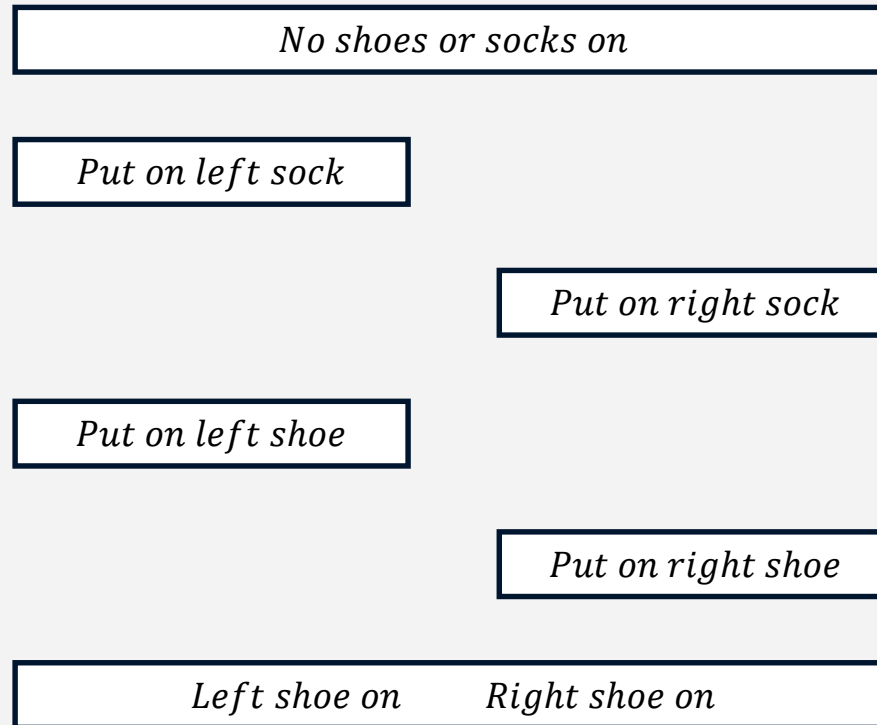 No shoes or socks on
Put on left sock
Put on right sock
Put on left shoe
Put on right shoe
Left shoe on Right shoe on